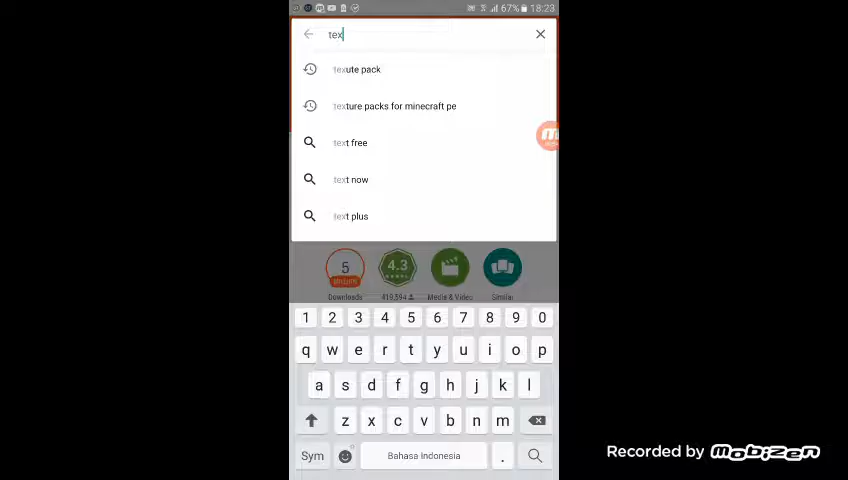 67% 18:23
tex
texute pack
texture packs for minecraft pe
text free
text now
text plus
5 4.3
Downloads 419,594 Media & Video Similar
1 2 3 4 5 6 7 8 9 0
q w e r t y u i o p
a s d f g h j k l
z x c v b n m
Sym Bahasa Indonesia .
Recorded by mobizen